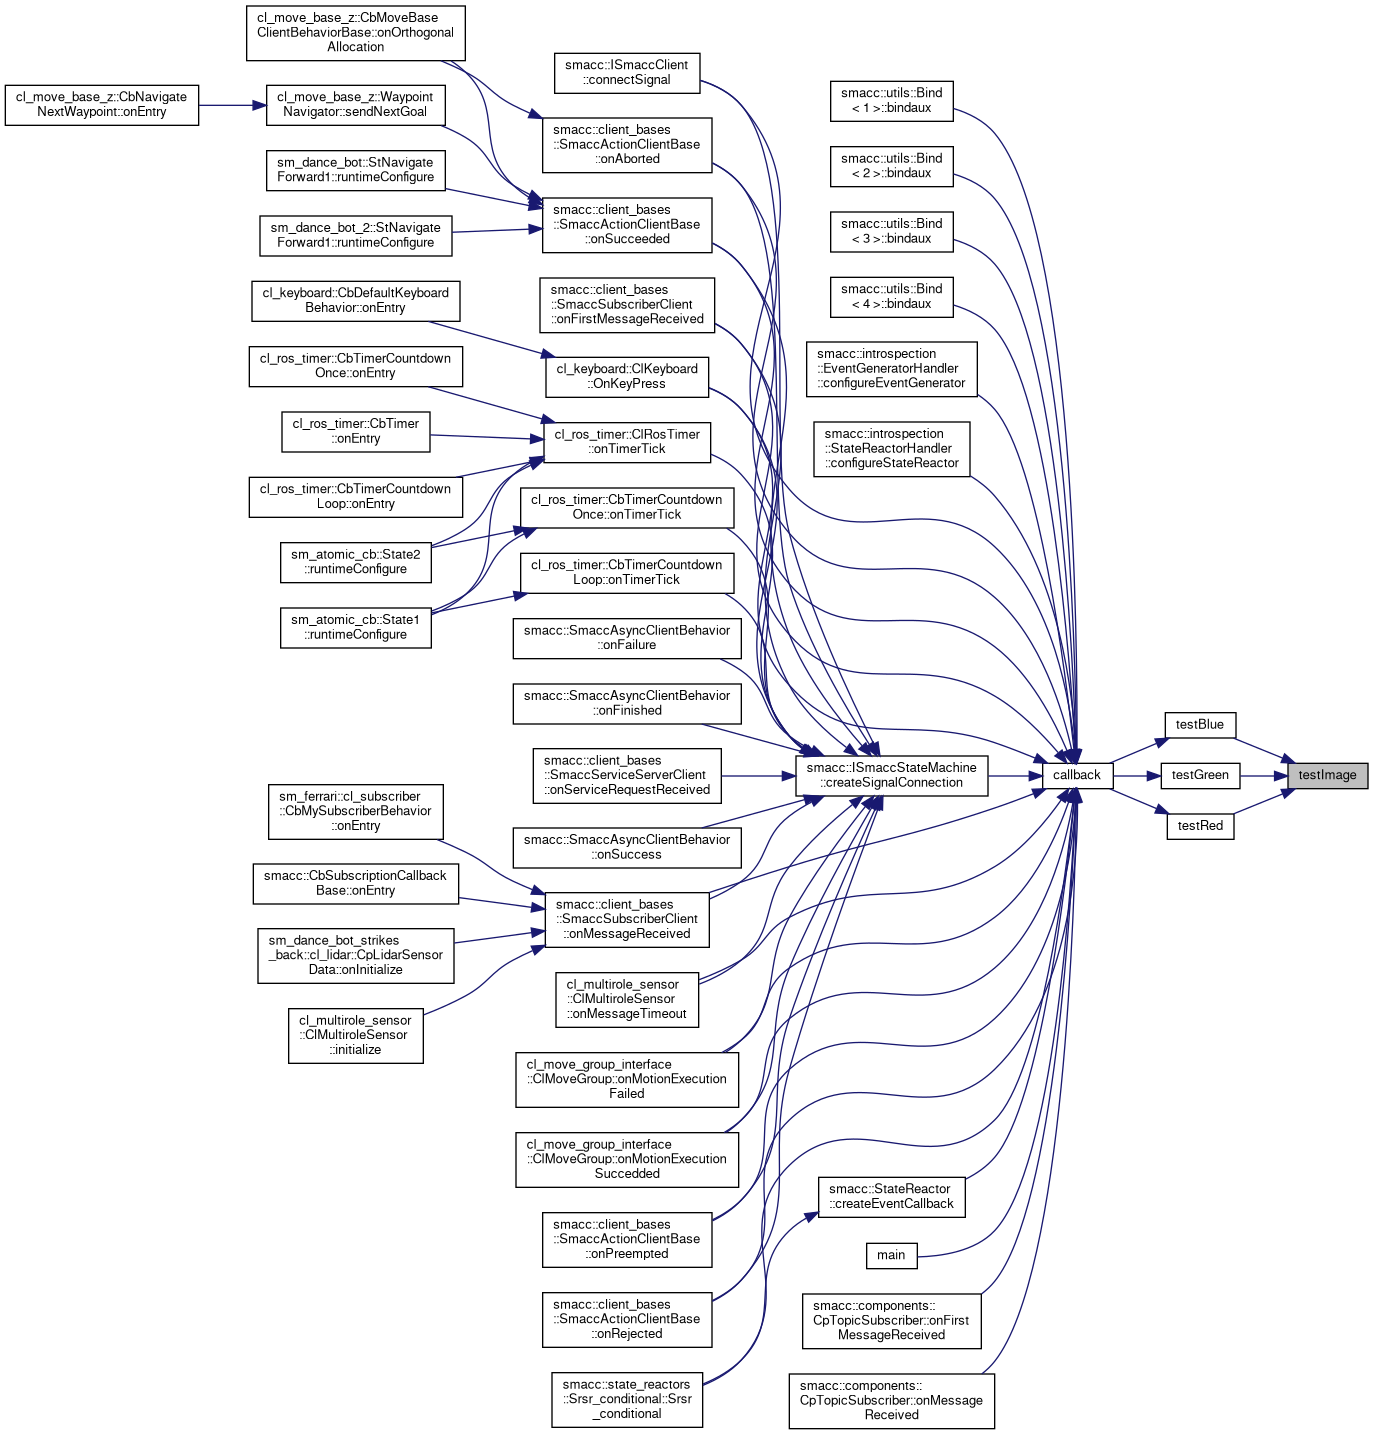 cl_move_base_z::CbMoveBase
ClientBehaviorBase::onOrthogonal
Allocation
cl_move_base_z::CbNavigate
NextWaypoint::onEntry
cl_move_base_z::Waypoint
Navigator::sendNextGoal
sm_dance_bot::StNavigate
Forward1::runtimeConfigure
sm_dance_bot_2::StNavigate
Forward1::runtimeConfigure
cl_keyboard::CbDefaultKeyboard
Behavior::onEntry
cl_ros_timer::CbTimerCountdown
Once::onEntry
cl_ros_timer::CbTimer
::onEntry
cl_ros_timer::CbTimerCountdown
Loop::onEntry
sm_atomic_cb::State2
::runtimeConfigure
sm_atomic_cb::State1
::runtimeConfigure
sm_ferrari::cl_subscriber
::CbMySubscriberBehavior
::onEntry
smacc::CbSubscriptionCallback
Base::onEntry
sm_dance_bot_strikes
_back::cl_lidar::CpLidarSensor
Data::onInitialize
cl_multirole_sensor
::ClMultiroleSensor
::initialize
smacc::ISmaccClient
::connectSignal
smacc::client_bases
::SmaccActionClientBase
::onAborted
smacc::client_bases
::SmaccActionClientBase
::onSucceeded
smacc::client_bases
::SmaccSubscriberClient
::onFirstMessageReceived
cl_keyboard::ClKeyboard
::OnKeyPress
cl_ros_timer::ClRosTimer
::onTimerTick
cl_ros_timer::CbTimerCountdown
Once::onTimerTick
cl_ros_timer::CbTimerCountdown
Loop::onTimerTick
smacc::SmaccAsyncClientBehavior
::onFailure
smacc::SmaccAsyncClientBehavior
::onFinished
smacc::client_bases
::SmaccServiceServerClient
::onServiceRequestReceived
smacc::SmaccAsyncClientBehavior
::onSuccess
smacc::client_bases
::SmaccSubscriberClient
::onMessageReceived
cl_multirole_sensor
::ClMultiroleSensor
::onMessageTimeout
cl_move_group_interface
::ClMoveGroup::onMotionExecution
Failed
cl_move_group_interface
::ClMoveGroup::onMotionExecution
Succedded
smacc::client_bases
::SmaccActionClientBase
::onPreempted
smacc::client_bases
::SmaccActionClientBase
::onRejected
smacc::state_reactors
::Srsr_conditional::Srsr
_conditional
smacc::utils::Bind
< 1 >::bindaux
smacc::utils::Bind
< 2 >::bindaux
smacc::utils::Bind
< 3 >::bindaux
smacc::utils::Bind
< 4 >::bindaux
smacc::introspection
::EventGeneratorHandler
::configureEventGenerator
smacc::introspection
::StateReactorHandler
::configureStateReactor
smacc::ISmaccStateMachine
::createSignalConnection
smacc::StateReactor
::createEventCallback
main
smacc::components::
CpTopicSubscriber::onFirst
MessageReceived
smacc::components::
CpTopicSubscriber::onMessage
Received
callback
testBlue
testGreen
testRed
testImage